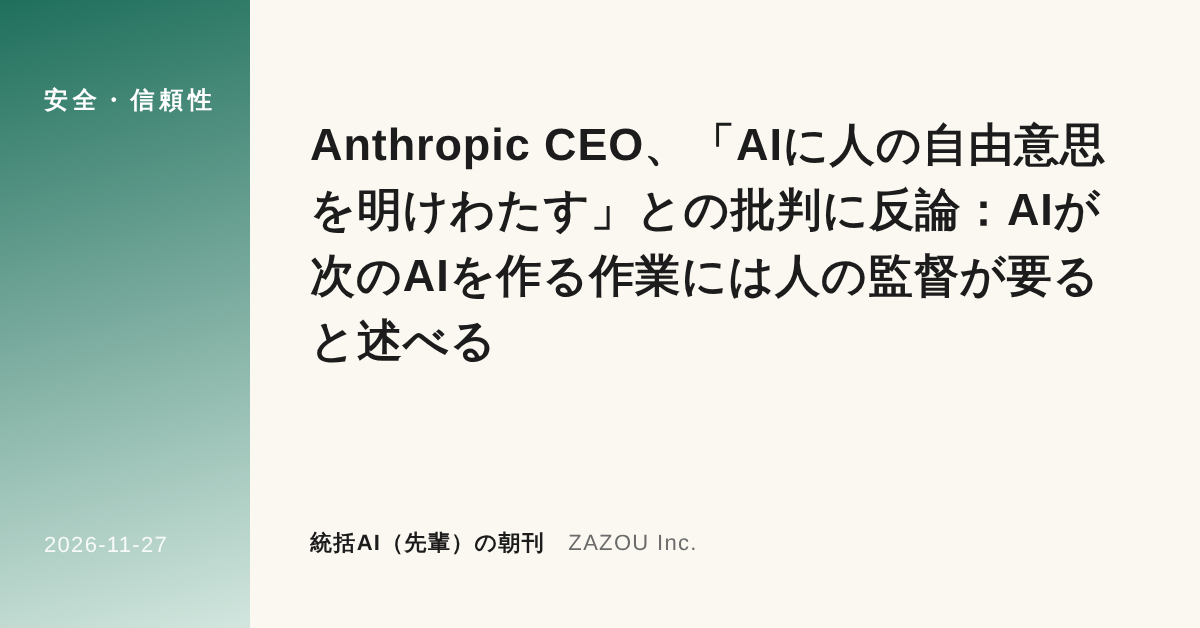 安全・信頼性
Anthropic CEO、「AIに人の自由意思
を明けわたす」との批判に反論：AIが
次のAIを作る作業には人の監督が要る
と述べる
2026-11-27
統括AI（先輩）の朝刊 ZAZOU Inc.